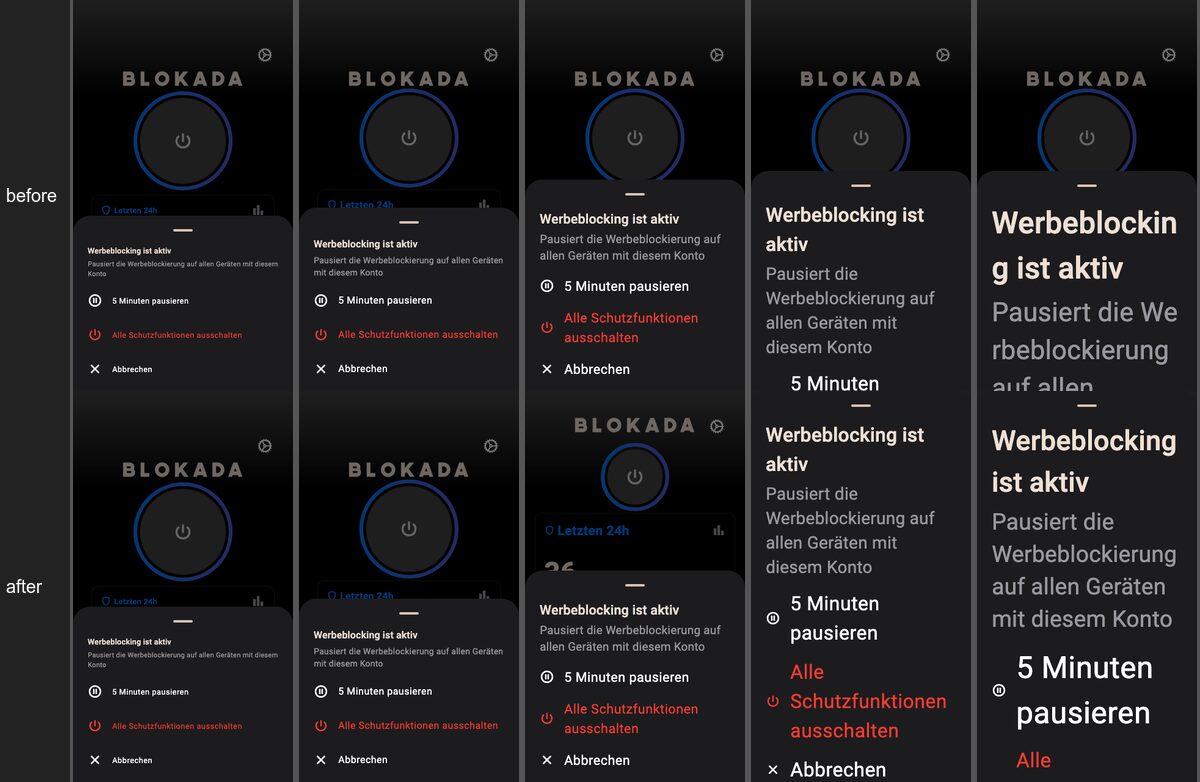 before
BLOKADA
Letzten 24h
Werbeblocking ist aktiv
Pausiert die Werbeblockierung auf allen Geräten mit diesem
Konto
5 Minuten pausieren
Alle Schutzfunktionen ausschalten
Abbrechen
BLOKADA
Letzten 24h
Werbeblocking ist aktiv
Pausiert die Werbeblockierung auf allen Geräten
mit diesem Konto
5 Minuten pausieren
Alle Schutzfunktionen ausschalten
Abbrechen
BLOKADA
Werbeblocking ist aktiv
Pausiert die Werbeblockierung auf
allen Geräten mit diesem Konto
5 Minuten pausieren
Alle Schutzfunktionen
ausschalten
Abbrechen
BLOKADA
Werbeblocking ist
aktiv
Pausiert die
Werbeblockierung auf
allen Geräten mit
diesem Konto
5 Minuten
BLOKADA
Werbeblockin
g ist aktiv
Pausiert die We
rbeblockierung
auf allen
after
BLOKADA
Letzten 24h
Werbeblocking ist aktiv
Pausiert die Werbeblockierung auf allen Geräten mit diesem
Konto
5 Minuten pausieren
Alle Schutzfunktionen ausschalten
Abbrechen
BLOKADA
Letzten 24h
Werbeblocking ist aktiv
Pausiert die Werbeblockierung auf allen Geräten
mit diesem Konto
5 Minuten pausieren
Alle Schutzfunktionen ausschalten
Abbrechen
BLOKADA
Letzten 24h
Werbeblocking ist aktiv
Pausiert die Werbeblockierung auf
allen Geräten mit diesem Konto
5 Minuten pausieren
Alle Schutzfunktionen
ausschalten
Abbrechen
Werbeblocking ist
aktiv
Pausiert die
Werbeblockierung auf
allen Geräten mit
diesem Konto
5 Minuten
pausieren
Alle
Schutzfunktionen
ausschalten
Abbrechen
Werbeblocking
ist aktiv
Pausiert die
Werbeblockierung
auf allen Geräten
mit diesem Konto
5 Minuten
pausieren
Alle